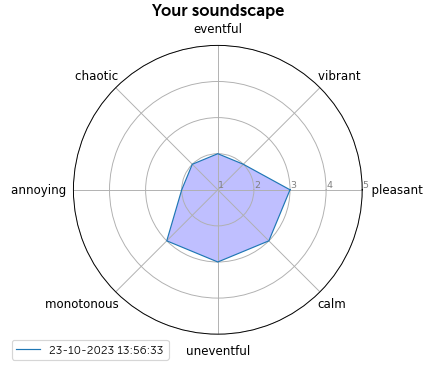 Your soundscape
eventful
chaotic
vibrant
annoying
1
2
3
4
5
pleasant
monotonous
calm
uneventful
23-10-2023 13:56:33